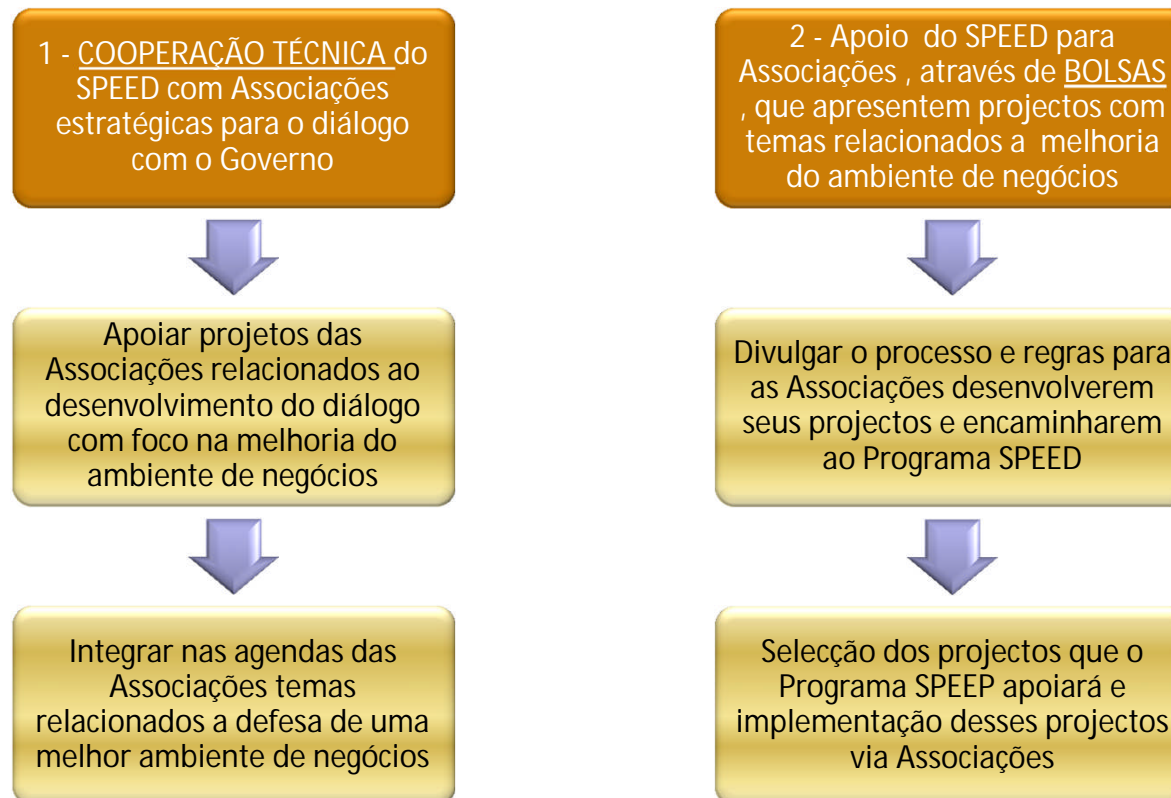 1 - COOPERAÇÃO TÉCNICA do
SPEED com Associações
estratégicas para o diálogo
com o Governo
Apoiar projetos das
Associações relacionados ao
desenvolvimento do diálogo
com foco na melhoria do
ambiente de negócios
Integrar nas agendas das
Associações temas
relacionados a defesa de uma
melhor ambiente de negócios
2 - Apoio do SPEED para
Associações , através de BOLSAS
, que apresentem projectos com
temas relacionados a melhoria
do ambiente de negócios
Divulgar o processo e regras para
as Associações desenvolverem
seus projectos e encaminharem
ao Programa SPEED
Selecção dos projectos que o
Programa SPEEP apoiará e
implementação desses projectos
via Associações